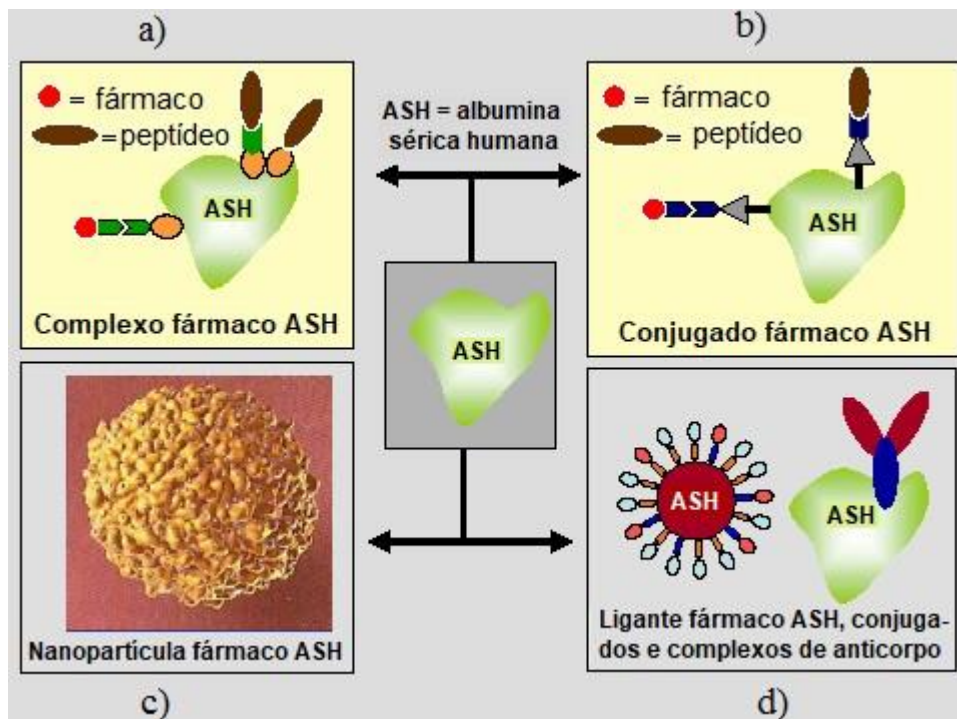 a)
b)
= fármaco
=peptídeo
ASH
Complexo fármaco ASH
ASH = albumina
sérica humana
= fármaco
= peptídeo
ASH
Conjugado fármaco ASH
ASH
Nanopartícula fármaco ASH
ASH
ASH
Ligante fármaco ASH, conjuga-
dos e complexos de anticorpo
c)
d)